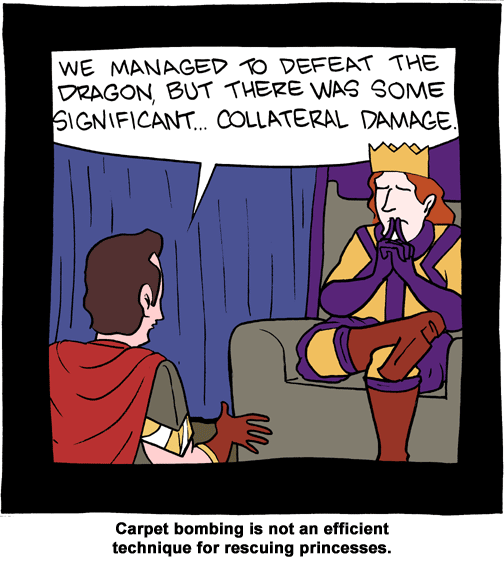 WE MANAGED TO DEFEAT THE
DRAGON, BUT THERE WAS SOME
SIGNIFICANT... COLLATERAL DAMAGE.
Carpet bombing is not an efficient
technique for rescuing princesses.